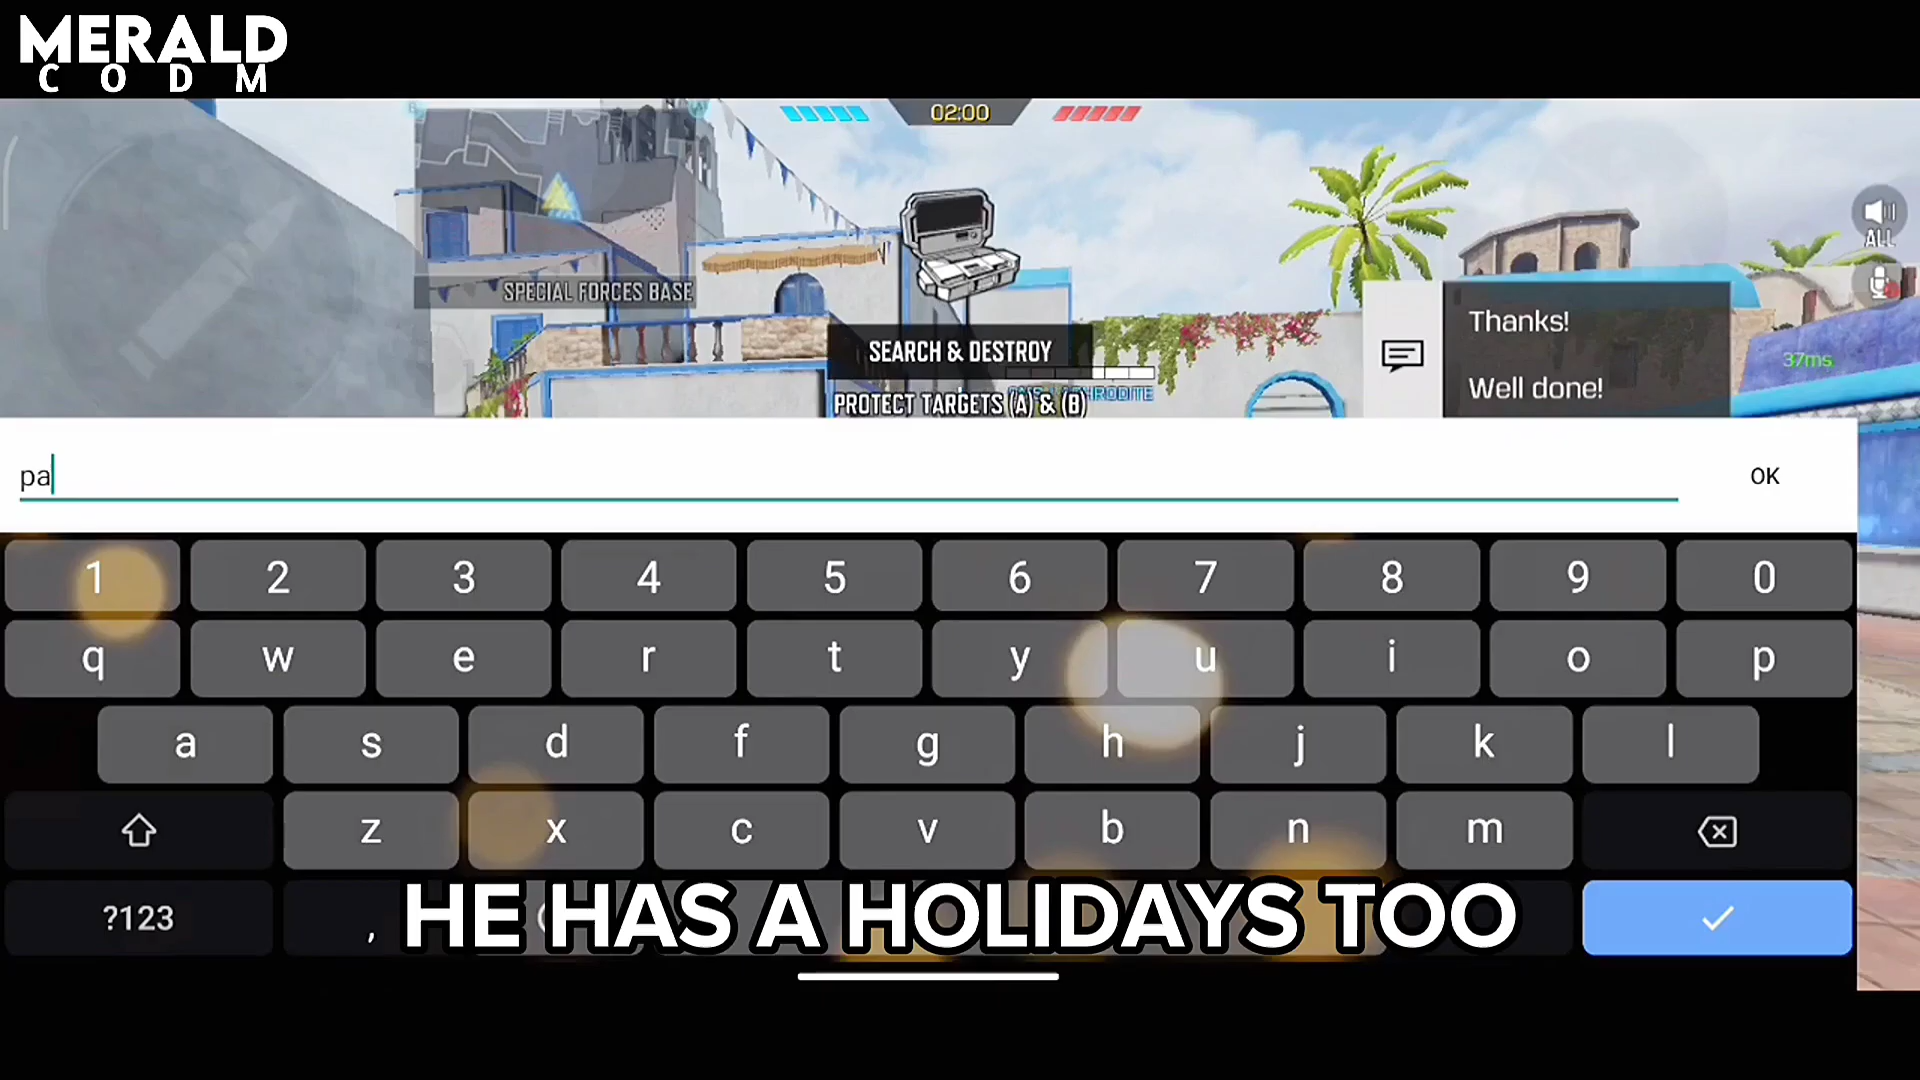 MERALD
CODM
02:00
ALL
SPECIAL FORCES BASE
Thanks!
SEARCH & DESTROY
37ms
Well done!
PROTECT TARGETS (A) & (B)
pa
OK
1 2 3 4 5 6 7 8 9 0
q w e r t y u i o p
a s d f g h j k l
z x c v b n m
?123 ,
HE HAS A HOLIDAYS TOO